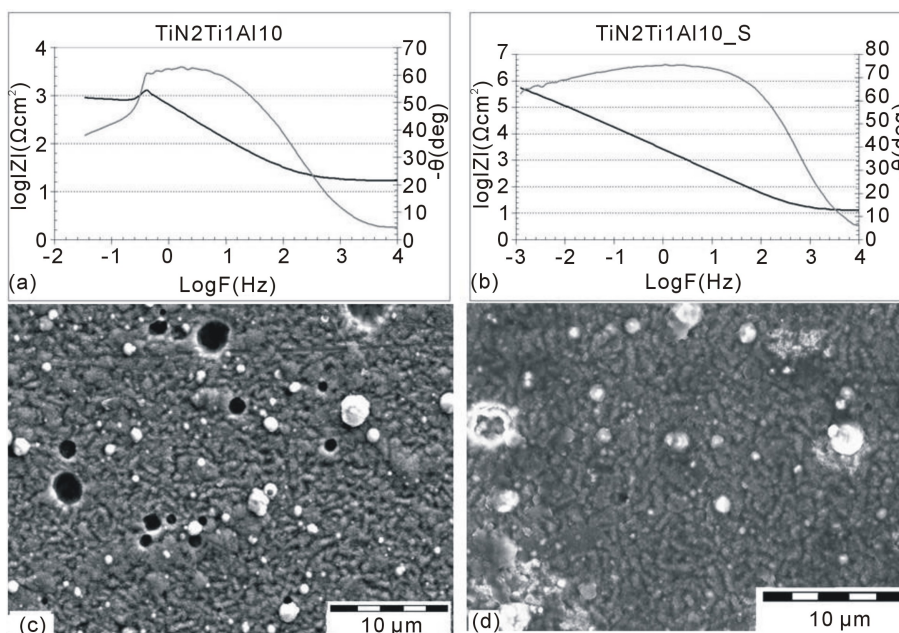 TiN2Ti1Al10
4
3
2
1
0
log|Z|(Ωcm²)
70
60
50
40
30
20
10
0
-θ(deg)
-2 -1 0 1 2 3 4
LogF(Hz)
(a)
TiN2Ti1Al10_S
7
6
5
4
3
2
1
0
log|Z|(Ωcm²)
80
70
60
50
40
30
20
10
0
θ(deg)
-3 -2 -1 0 1 2 3 4
LogF(Hz)
(b)
(c)
10 μm
(d)
10 μm